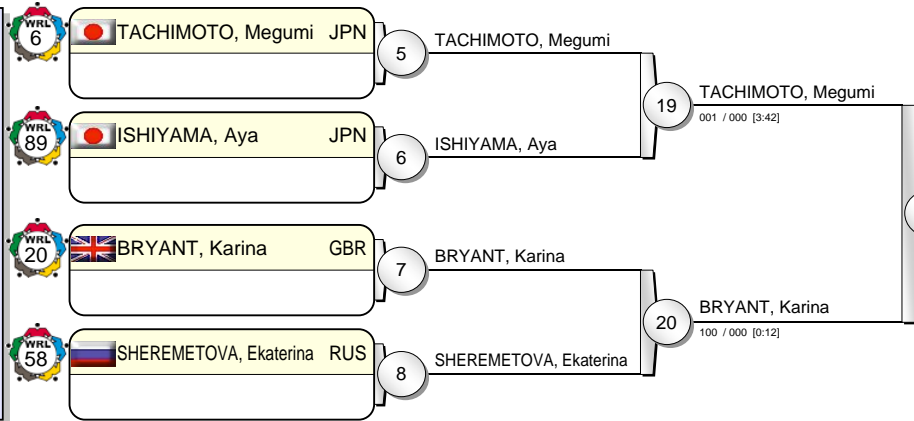 WRL
6
TACHIMOTO, Megumi JPN
5
TACHIMOTO, Megumi
19
TACHIMOTO, Megumi
001 / 000 [3:42]
WRL
89
ISHIYAMA, Aya JPN
6
ISHIYAMA, Aya
WRL
20
BRYANT, Karina GBR
7
BRYANT, Karina
20
BRYANT, Karina
100 / 000 [0:12]
WRL
58
SHEREMETOVA, Ekaterina RUS
8
SHEREMETOVA, Ekaterina